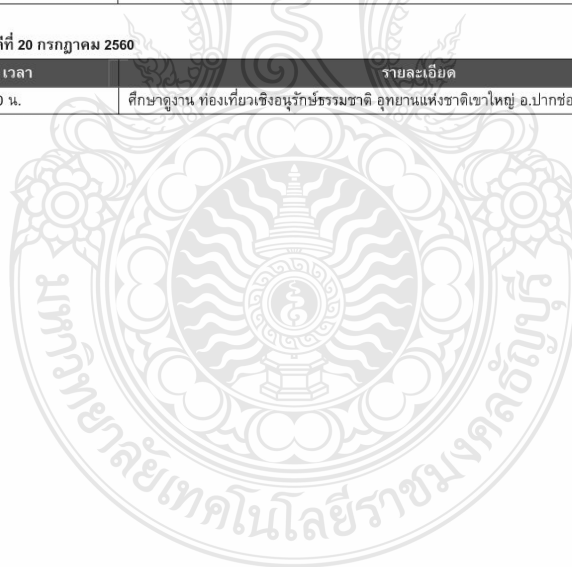 ที่ 20 กรกฎาคม 2560
เวลา รายละเอียด
0 น. ศึกษาดูงาน ท่องเที่ยวเชิงอนุรักษ์ธรรมชาติ อุทยานแห่งชาติเขาใหญ่ อ.ปากช่อ
มหาวิทยาลัยเทคโนโลยีราชมงคลธัญบุรี